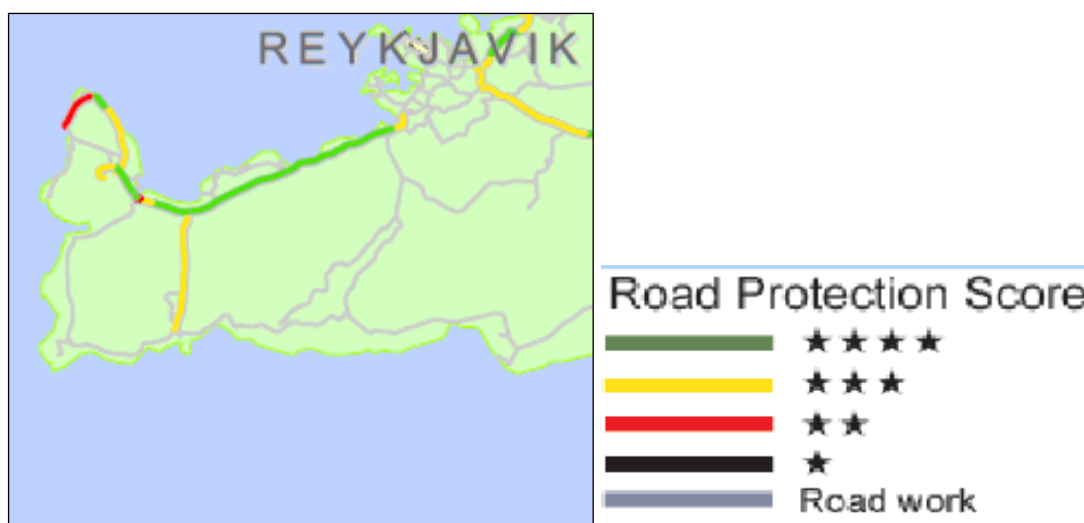 REYKJAVIK
Road Protection Score
★★★★
★★★
★★
★
Road work